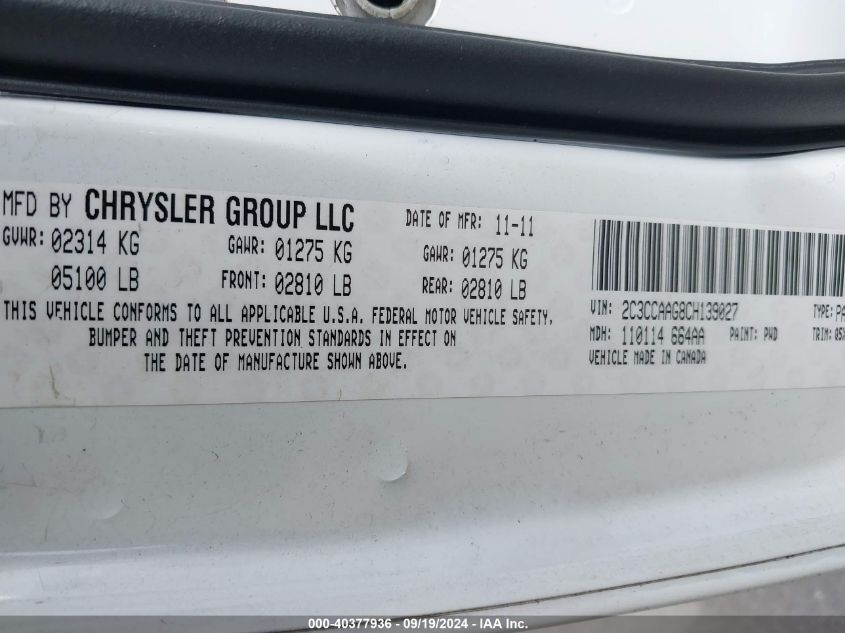 MFD BY CHRYSLER GROUP LLC
DATE OF MFR: 11-11
GVWR: 02314 KG
GAWR: 01275 KG
GAWR: 01275 KG
05100 LB
FRONT: 02810 LB
REAR: 02810 LB
THIS VEHICLE CONFORMS TO ALL APPLICABLE U.S.A. FEDERAL MOTOR VEHICLE SAFETY,
BUMPER AND THEFT PREVENTION STANDARDS IN EFFECT ON
THE DATE OF MANUFACTURE SHOWN ABOVE.
VIN: 2C3CCAAG8CH139027
TYPE: PA
MDH: 110114 664AA
PAINT: PWD
TRIM:
VEHICLE MADE IN CANADA
000-40377936 - 09/19/2024 - IAA Inc.